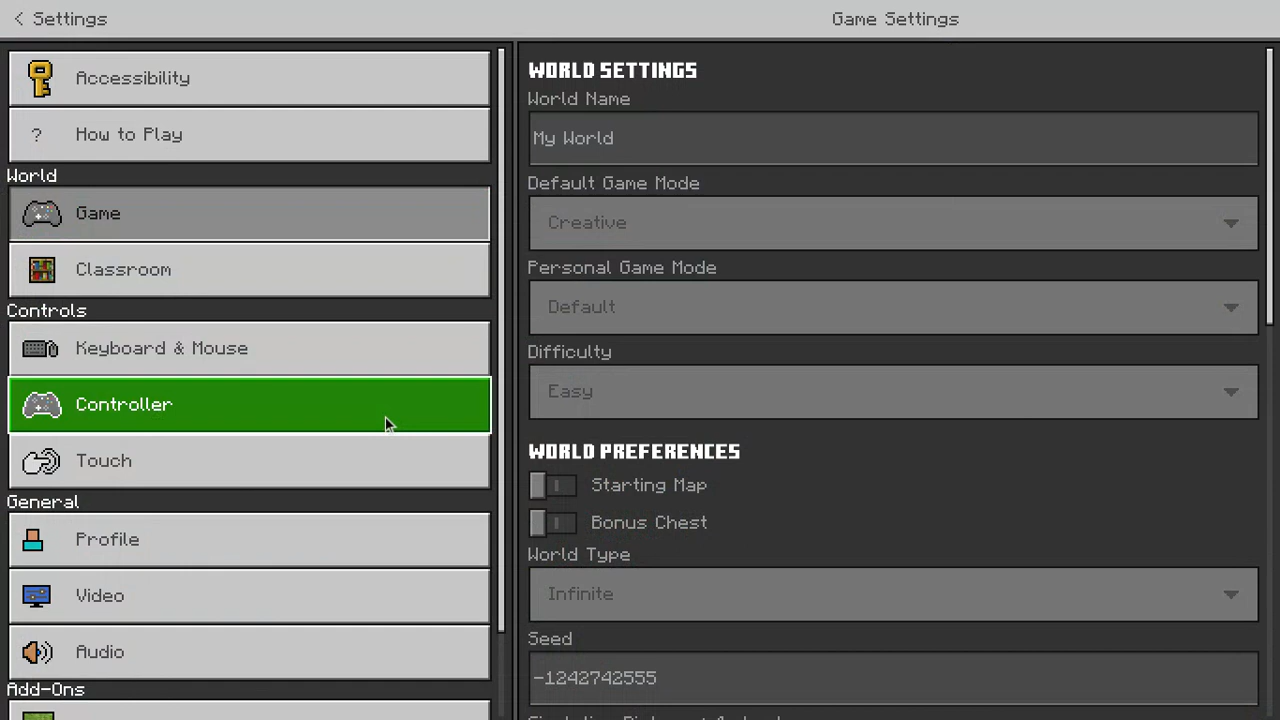 Settings
Game Settings
Accessibility
? How to Play
World
Game
Classroom
Controls
Keyboard & Mouse
Controller
Touch
General
Profile
Video
Audio
Add-Ons
WORLD SETTINGS
World Name
My World
Default Game Mode
Creative
Personal Game Mode
Default
Difficulty
Easy
WORLD PREFERENCES
Starting Map
Bonus Chest
World Type
Infinite
Seed
-1242742555